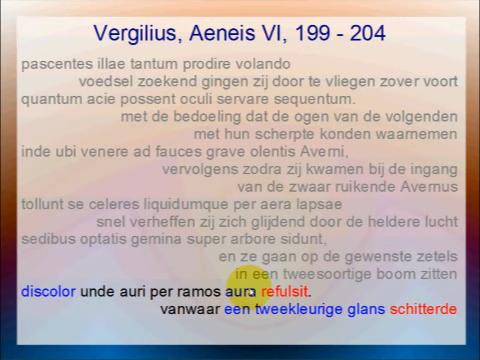 Vergilius, Aeneis VI, 199 - 204
pascentes illae tantum prodire volando
voedsel zoekend gingen zij door te vliegen zover voort
quantum acie possent oculi servare sequentum.
met de bedoeling dat de ogen van de volgenden
met hun scherpte konden waarnemen
inde ubi venere ad fauces grave olentis Averni,
vervolgens zodra zij kwamen bij de ingang
van de zwaar ruikende Avernus
tollunt se celeres liquidumque per aera lapsae
snel verheffen zij zich glijdend door de heldere lucht
sedibus optatis gemina super arbore sidunt,
en ze gaan op de gewenste zetels
in een tweesoortige boom zitten
discolor unde auri per ramos aura refulsit.
vanwaar een tweekleurige glans schitterde